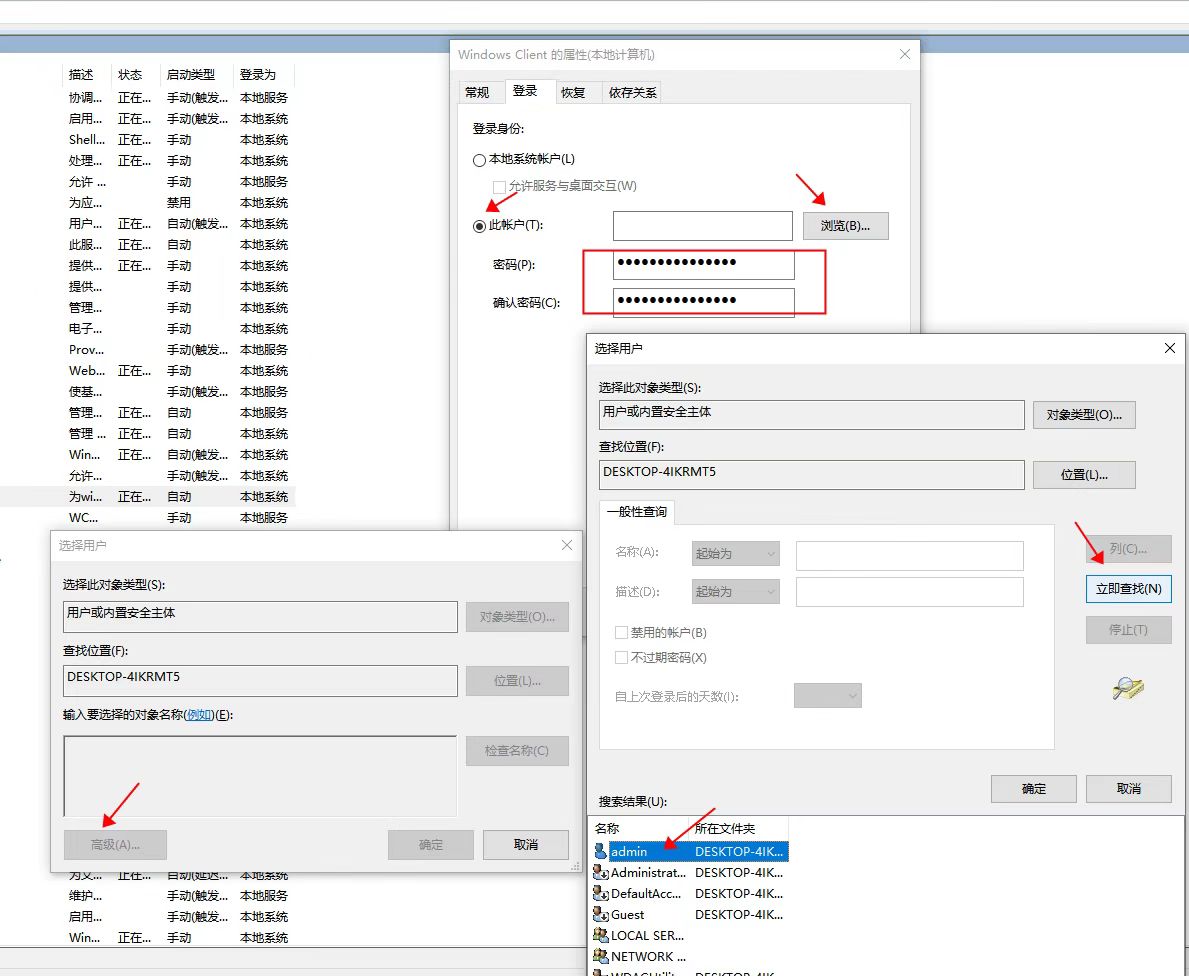 描述 状态 启动类型 登录为
协调... 正在... 手动(触发... 本地服务
启用... 正在... 手动(触发... 本地系统
Shell... 正在... 手动 本地系统
处理... 正在... 手动 本地系统
允许 ... 手动 本地服务
为应... 禁用 本地系统
用户... 正在... 自动(触发... 本地系统
此服... 正在... 自动 本地系统
提供... 正在... 手动 本地系统
提供... 手动 本地系统
管理... 手动 本地系统
电子... 手动 本地系统
Prov... 手动(触发... 本地服务
Web... 正在... 手动 本地系统
使基... 手动(触发... 本地服务
管理... 正在... 自动 本地系统
管理 ... 正在... 自动 本地系统
Win... 正在... 自动(触发... 本地系统
允许... 手动(触发... 本地系统
为wi... 正在... 自动 本地系统
WC... 手动 本地服务
为文... 正在... 自动(延迟... 本地系统
维护... 手动(触发... 本地系统
启用... 手动(触发... 本地系统
Win... 正在... 手动 本地系统
Windows Client 的属性(本地计算机)
常规 登录 恢复 依存关系
登录身份:
本地系统帐户(L)
允许服务与桌面交互(W)
此帐户(T): 浏览(B)...
密码(P): ●●●●●●●●●●●●●●●
确认密码(C): ●●●●●●●●●●●●●●●
选择用户
选择此对象类型(S):
用户或内置安全主体 对象类型(O)...
查找位置(F):
DESKTOP-4IKRMT5 位置(L)...
输入要选择的对象名称(例如)(E):
检查名称(C)
高级(A)... 确定 取消
选择用户
选择此对象类型(S):
用户或内置安全主体 对象类型(O)...
查找位置(F):
DESKTOP-4IKRMT5 位置(L)...
一般性查询
名称(A): 起始为 列(C)...
描述(D): 起始为 立即查找(N)
禁用的帐户(B) 停止(T)
不过期密码(X)
自上次登录后的天数(I):
确定 取消
搜索结果(U):
名称 所在文件夹
admin DESKTOP-4IK...
Administrat... DESKTOP-4IK...
DefaultAcc... DESKTOP-4IK...
Guest DESKTOP-4IK...
LOCAL SER...
NETWORK ...